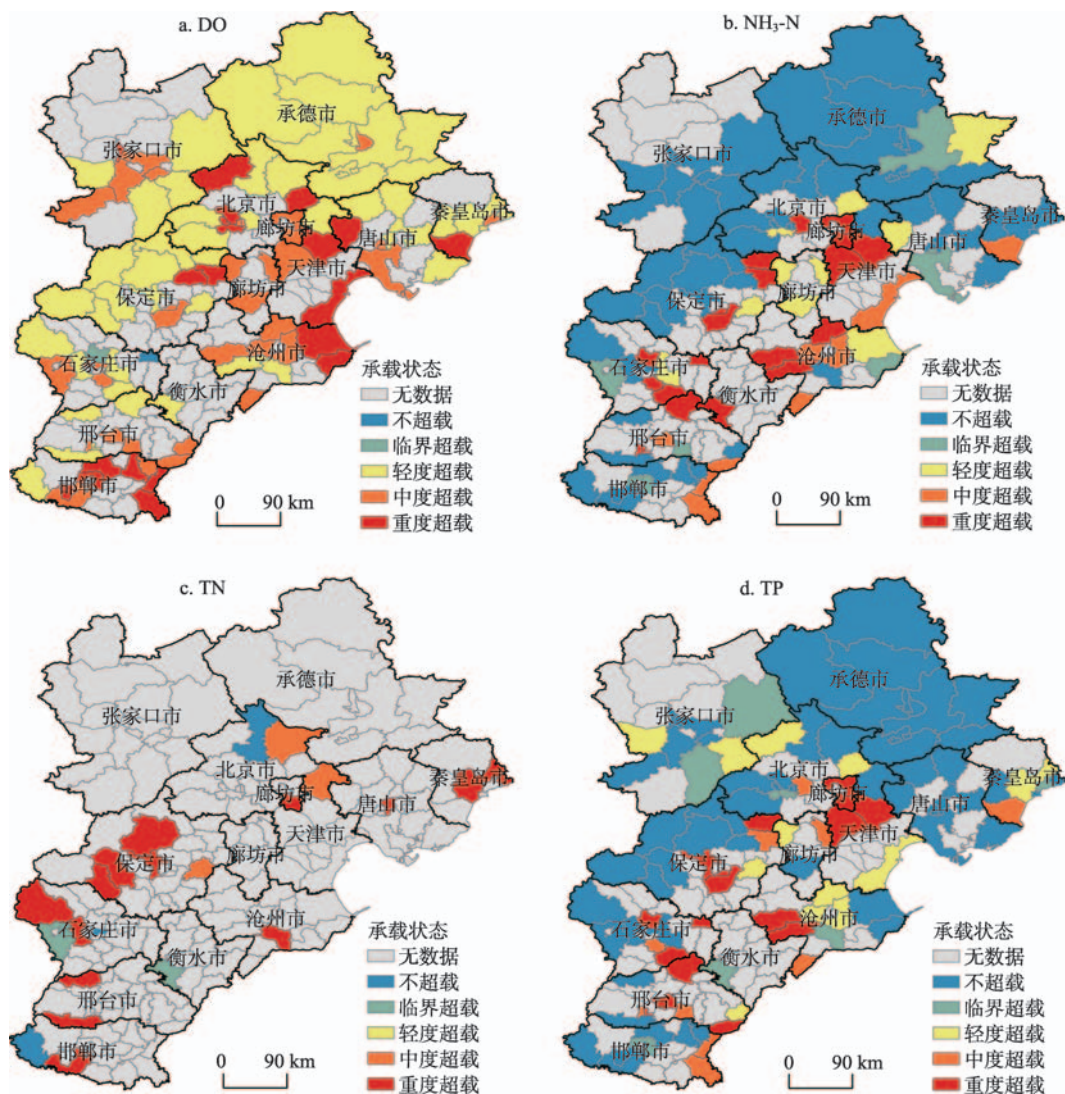 a. DO
承德市
张家口市
北京市
秦皇岛市
廊坊市
唐山市
天津市
廊坊市
保定市
石家庄市
沧州市
衡水市
邢台市
邯郸市
承载状态
无数据
不超载
临界超载
轻度超载
中度超载
重度超载
0 90 km
b. NH₃-N
承德市
张家口市
北京市
秦皇岛市
廊坊市
唐山市
天津市
廊坊市
保定市
石家庄市
沧州市
衡水市
邢台市
邯郸市
承载状态
无数据
不超载
临界超载
轻度超载
中度超载
重度超载
0 90 km
c. TN
承德市
张家口市
北京市
秦皇岛市
廊坊市
唐山市
天津市
廊坊市
保定市
石家庄市
沧州市
衡水市
邢台市
邯郸市
承载状态
无数据
不超载
临界超载
轻度超载
中度超载
重度超载
0 90 km
d. TP
承德市
张家口市
北京市
秦皇岛市
廊坊市
唐山市
天津市
廊坊市
保定市
石家庄市
沧州市
衡水市
邢台市
邯郸市
承载状态
无数据
不超载
临界超载
轻度超载
中度超载
重度超载
0 90 km